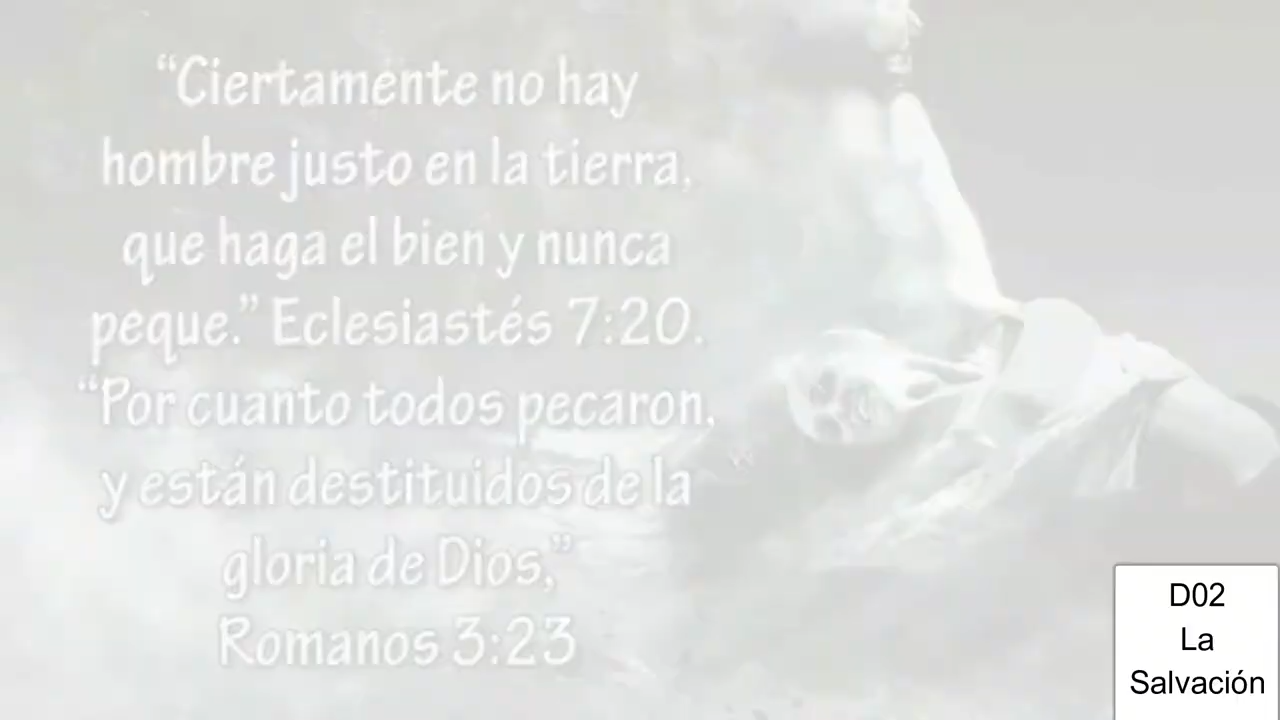 “Ciertamente no hay
hombre justo en la tierra,
que haga el bien y nunca
peque.” Eclesiastés 7:20.
“Por cuanto todos pecaron,
y están destituidos de la
gloria de Dios,”
Romanos 3:23
D02
La
Salvación